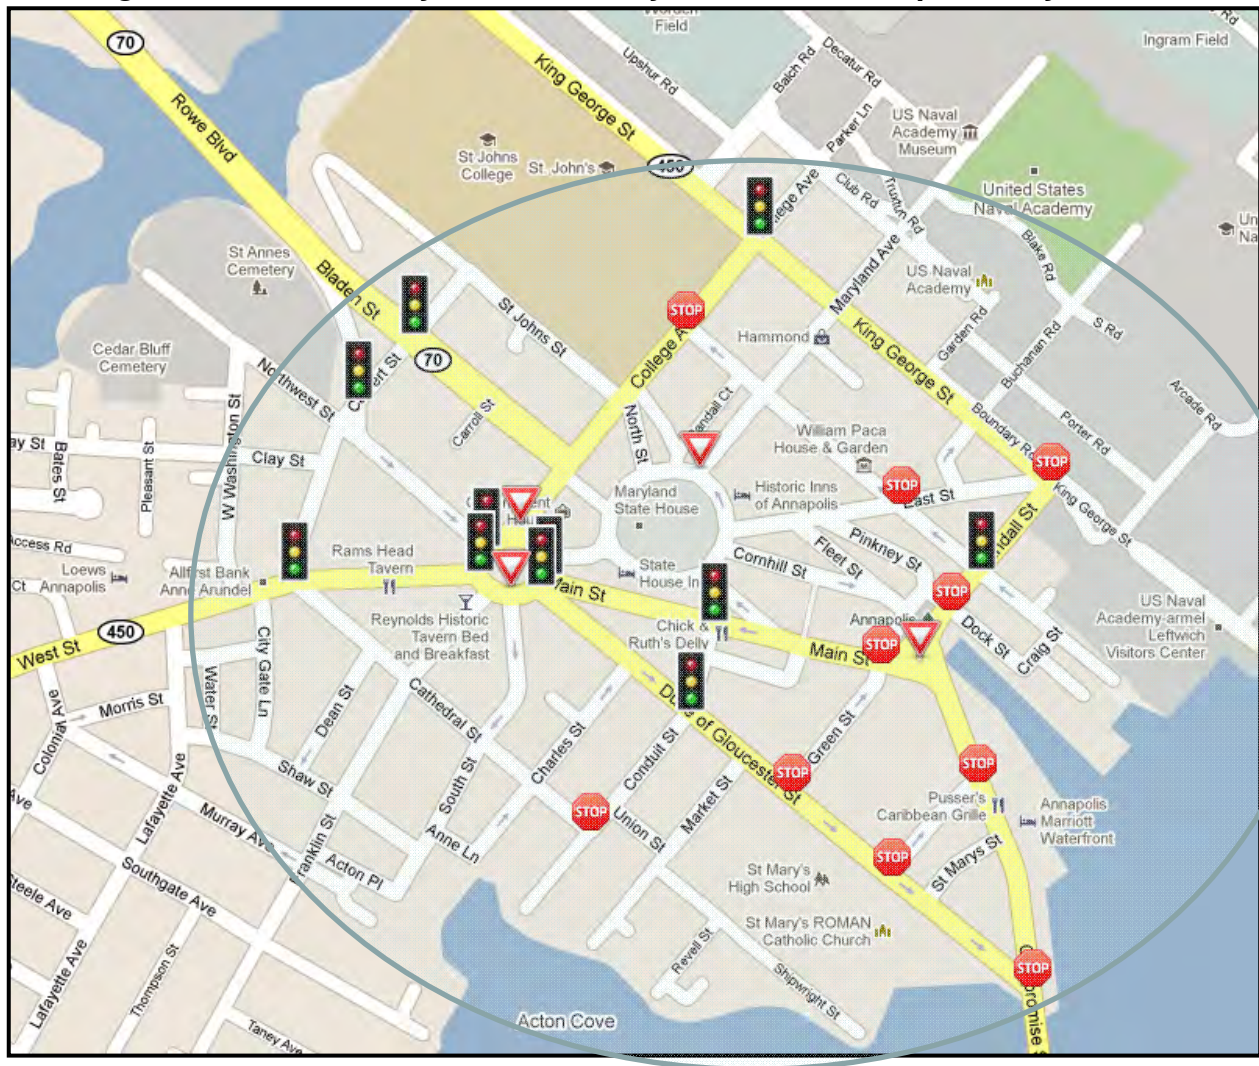 70
Rowe Blvd
King George St
450
Upshur Rd
Field
Balch Rd
Decatur Rd
Parker Ln
Ingram Field
US Naval
Academy
Museum
St Johns
College
St. John's
Club Rd
Truxtun Rd
United States
Naval Academy
Blake Rd
St Annes
Cemetery
Bladen St
70
St Johns St
STOP
College A
Maryland Ave
US Naval
Academy
Hammond
King George St
Garden Rd
Buchanan Rd
S Rd
Arcade Rd
Cedar Bluff
Cemetery
Northwest St
Carroll St
North St
William Paca
House & Garden
Boundary Rd
Porter Rd
W Washington St
Clay St
Bates St
Pleasant St
STOP
STOP
East St
King George St
Maryland
State House
Historic Inns
of Annapolis
Access Rd
Loews
Annapolis
Allfirst Bank
Anne Arundel
Rams Head
Tavern
State
House In
Cornhill St
Fleet St
Pinkney St
Main St
STOP
Annapolis
Chick &
Ruth's Delly
Main St
STOP
Dock St
Craig St
US Naval
Academy-armel
Leftwich
Visitors Center
West St
450
Reynolds Historic
Tavern Bed
and Breakfast
City Gate Ln
Water St
Morris St
Colonial Ave
Dean St
Cathedral St
Shaw St
South St
Charles St
Conduit St
Market St
Green St
of Gloucester St
STOP
STOP
Pusser's
Caribbean Grille
Annapolis
Marriott
Waterfront
Lafayette Ave
Murray Ave
Franklin St
Acton Pl
Anne Ln
STOP
Union St
STOP
St Marys St
St Mary's
High School
St Mary's ROMAN
Catholic Church
Southgate Ave
Steele Ave
Lafayette Ave
Thompson St
Taney Ave
Revell St
Shipwright St
STOP
Acton Cove